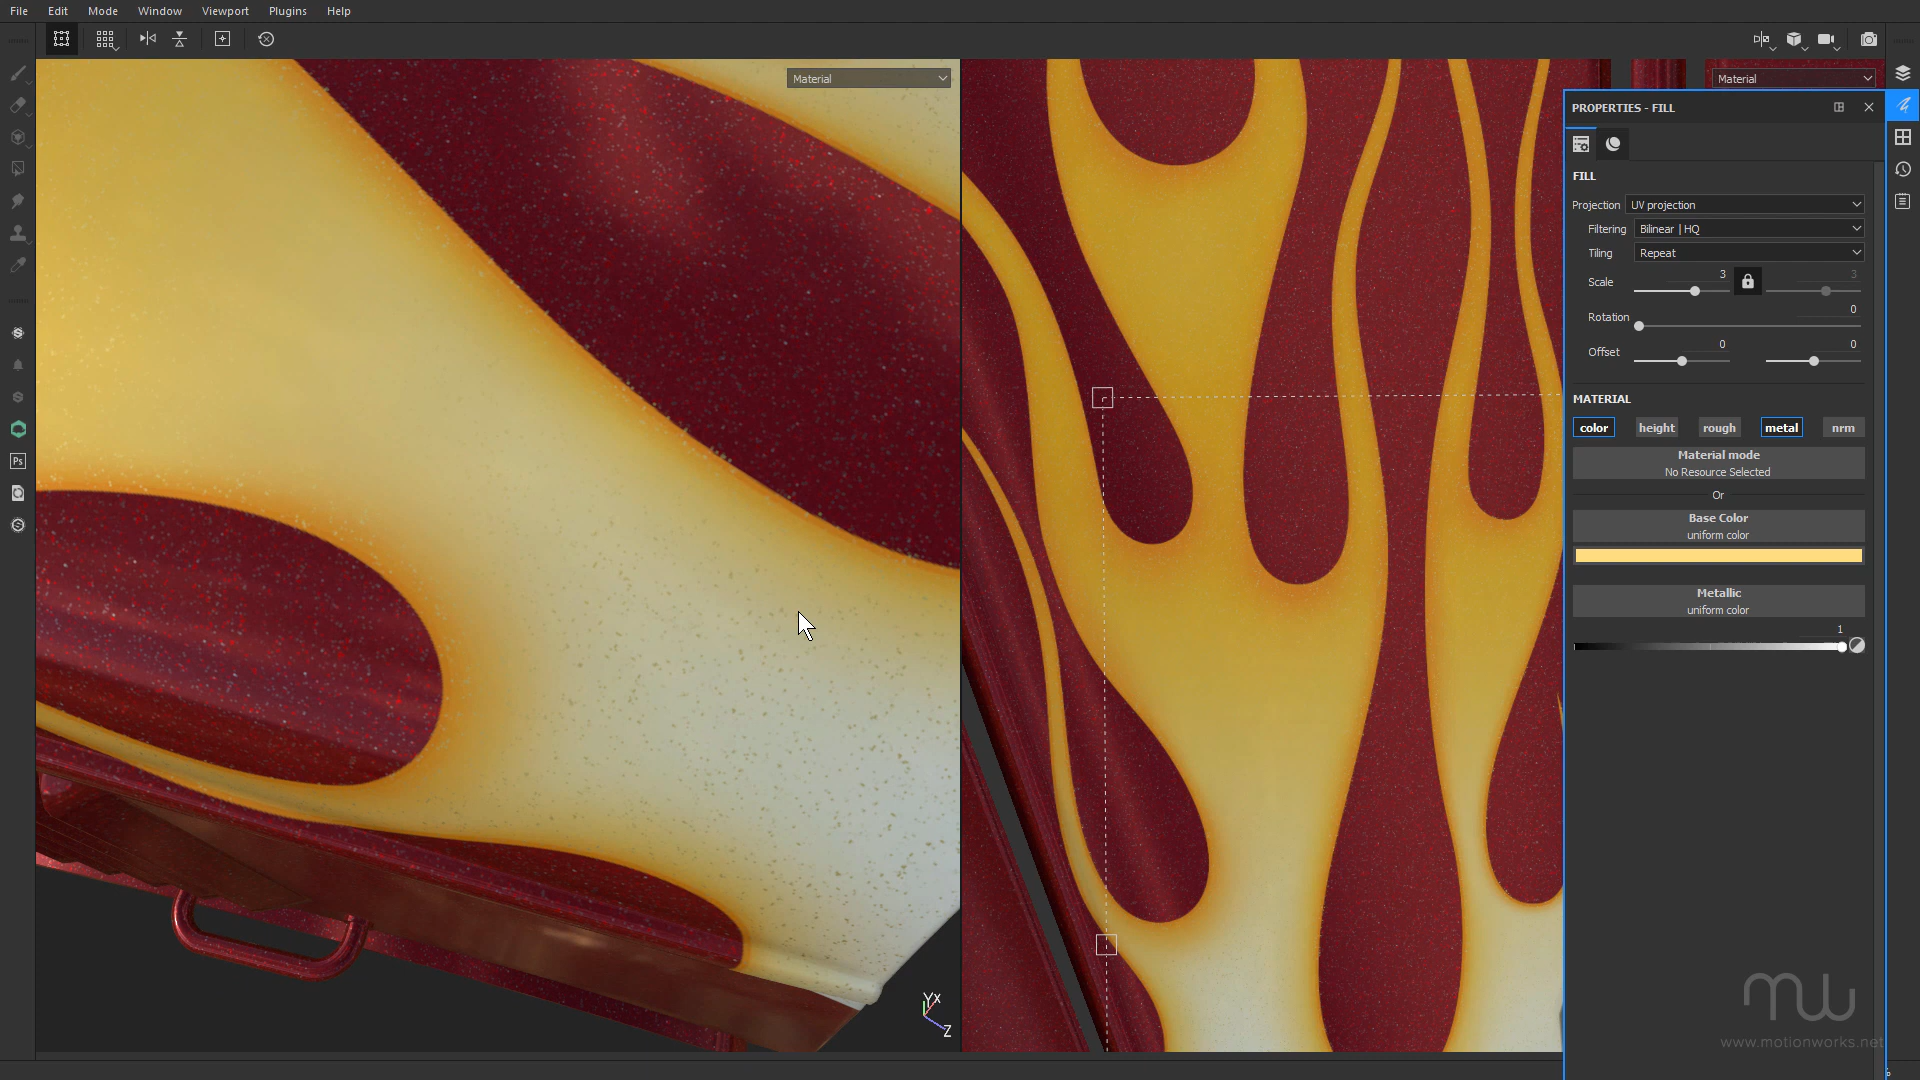 File Edit Mode Window Viewport Plugins Help
Material
Material
PROPERTIES - FILL
FILL
Projection UV projection
Filtering Bilinear | HQ
Tiling Repeat
Scale 3 3
Rotation 0
Offset 0 0
MATERIAL
color height rough metal nrm
Material mode
No Resource Selected
Or
Base Color
uniform color
Metallic
uniform color
1
Ps
Y X
Z
mw
www.motionworks.net